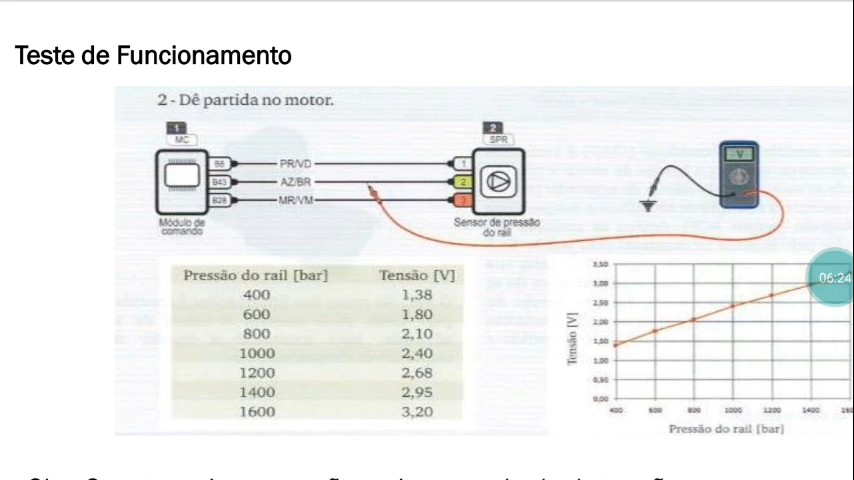 Teste de Funcionamento
2 - Dê partida no motor.
1
MC
2
SPR
B8
PR/VD
1
B43
AZ/BR
2
B28
MR/VM
3
V
Módulo de
comando
Sensor de pressão
do rail
Pressão do rail [bar] Tensão [V]
400 1,38
600 1,80
800 2,10
1000 2,40
1200 2,68
1400 2,95
1600 3,20
Tensão [V]
3,50
3,00
2,50
2,00
1,50
1,00
0,50
0,00
400 600 800 1000 1200 1400
Pressão do rail [bar]
06:24